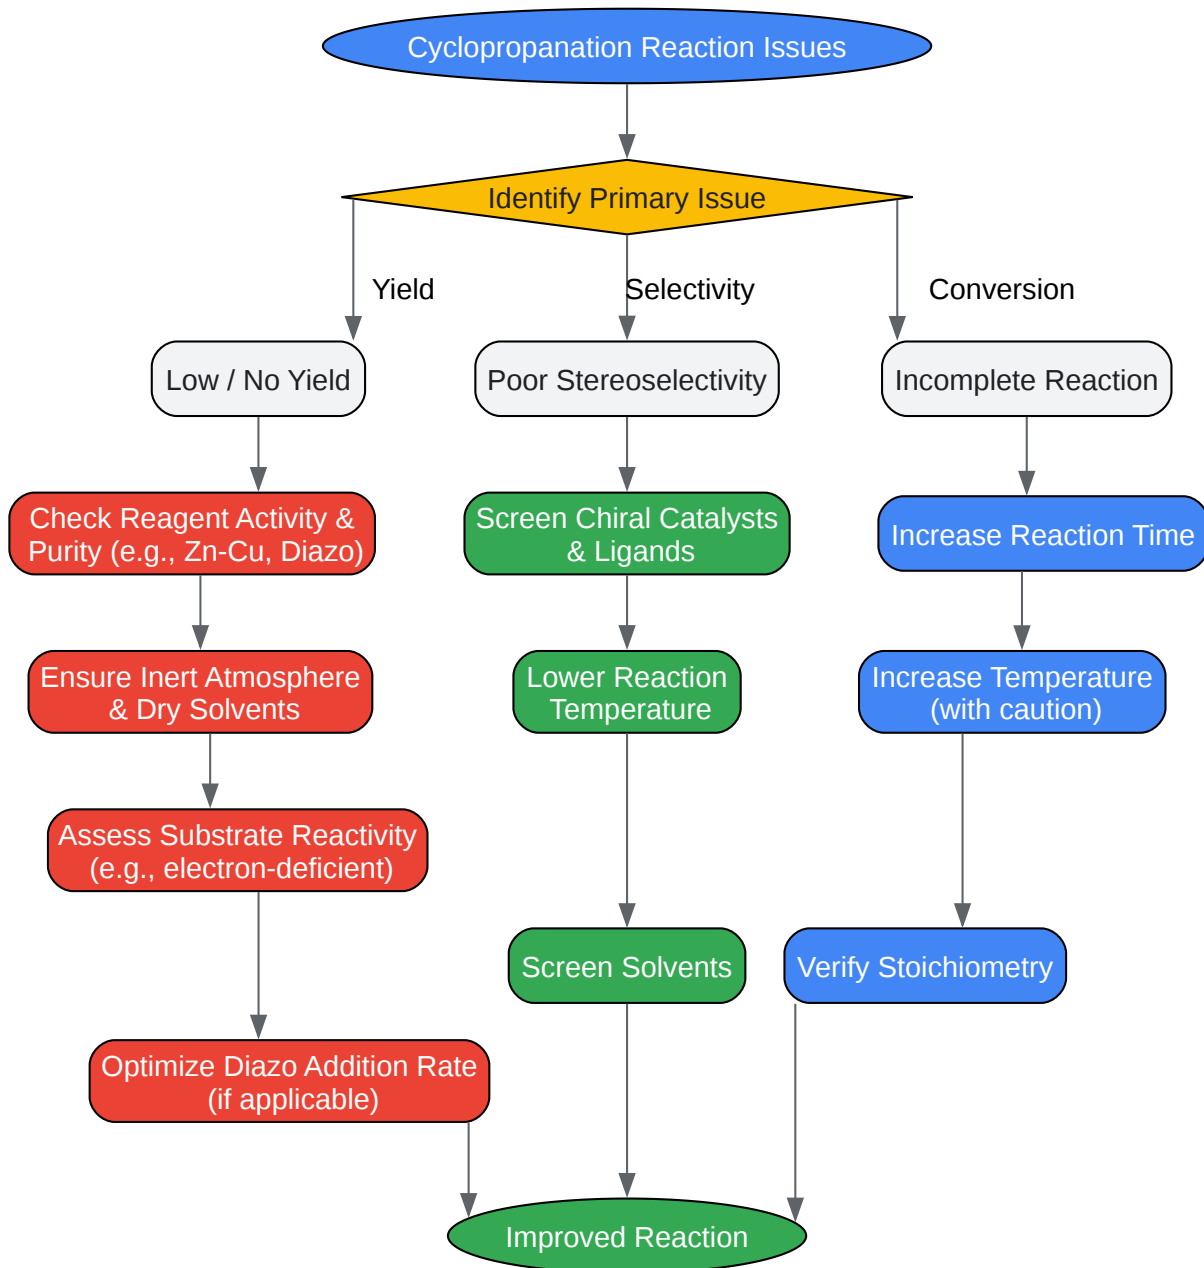 Cyclopropanation Reaction Issues
Identify Primary Issue
Yield
Selectivity
Conversion
Low / No Yield
Poor Stereoselectivity
Incomplete Reaction
Check Reagent Activity &
Purity (e.g., Zn-Cu, Diazo)
Screen Chiral Catalysts
& Ligands
Increase Reaction Time
Ensure Inert Atmosphere
& Dry Solvents
Lower Reaction
Temperature
Increase Temperature
(with caution)
Assess Substrate Reactivity
(e.g., electron-deficient)
Screen Solvents
Verify Stoichiometry
Optimize Diazo Addition Rate
(if applicable)
Improved Reaction